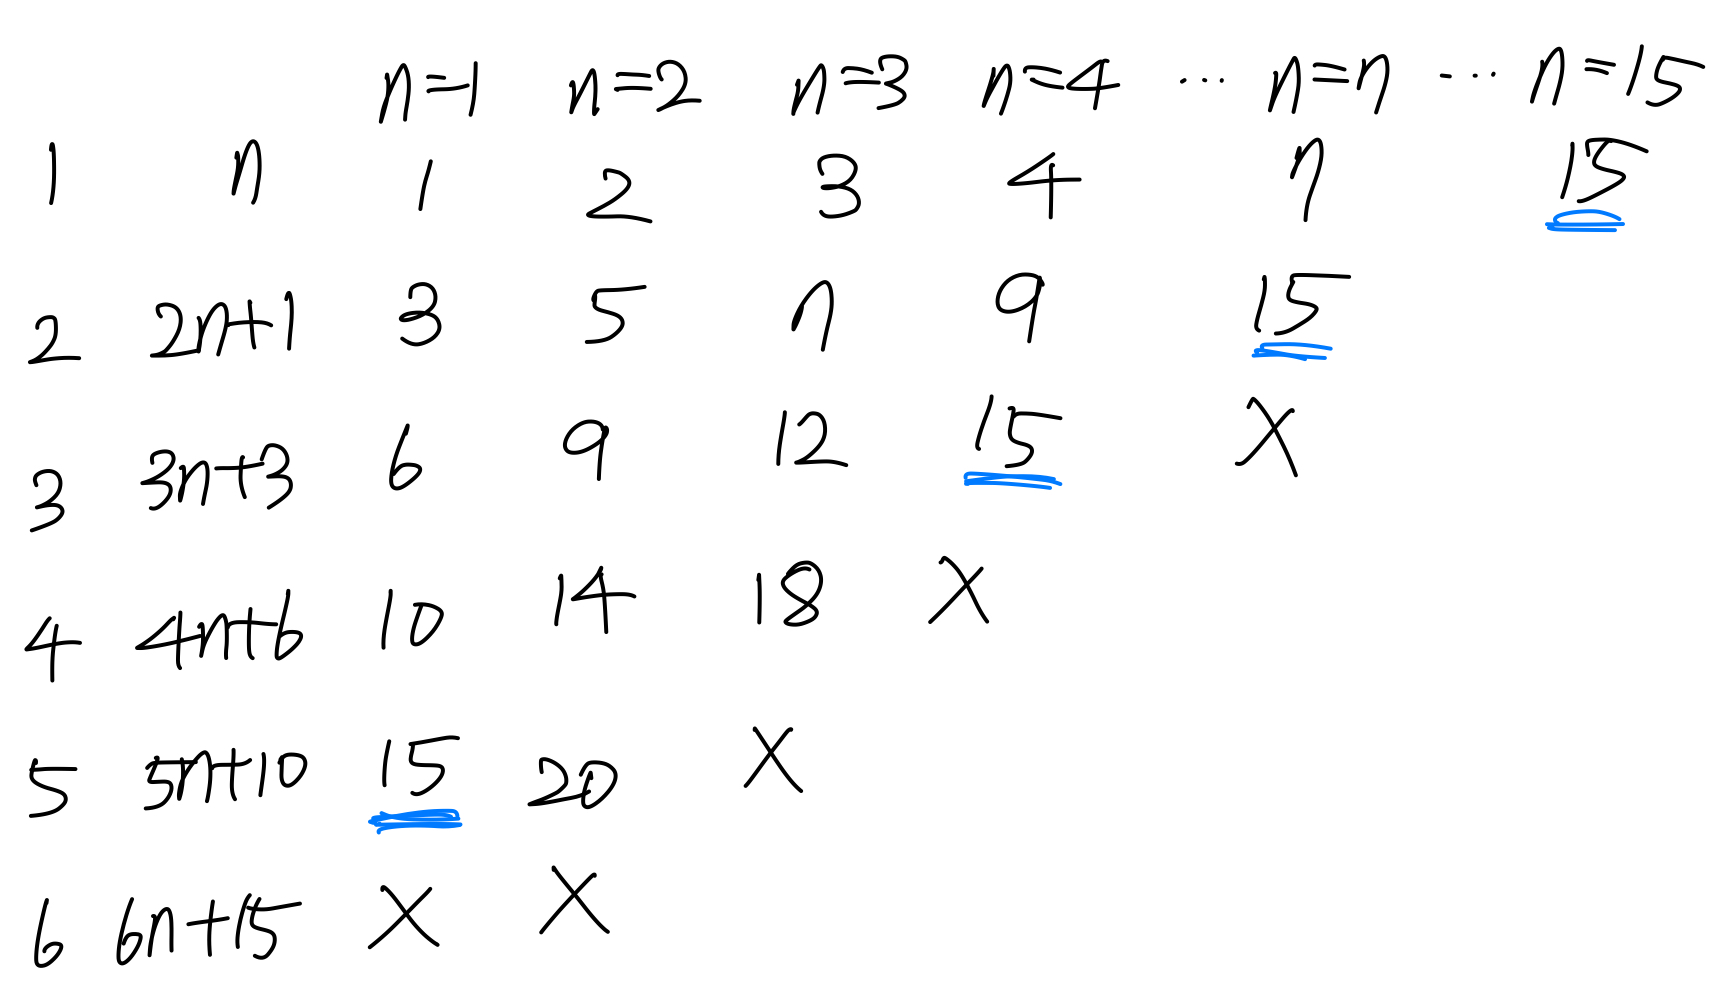 n=1 n=2 n=3 n=4 ... n=n ... n=15
1 n 1 2 3 4 n 15
2 2n+1 3 5 7 9 15
3 3n+3 6 9 12 15 X
4 4n+6 10 14 18 X
5 5n+10 15 20 X
6 6n+15 X X